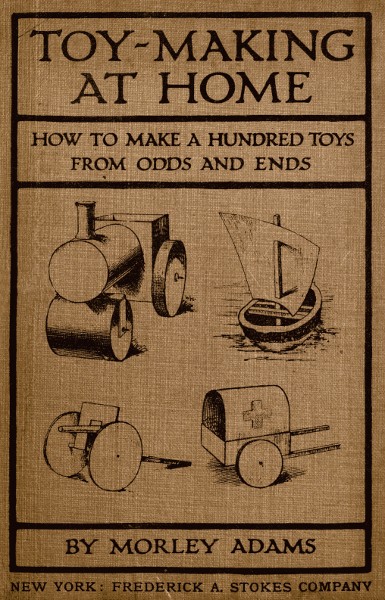 TOY-MAKING
AT HOME
HOW TO MAKE A HUNDRED TOYS
FROM ODDS AND ENDS
BY MORLEY ADAMS
NEW YORK: FREDERICK A. STOKES COMPANY